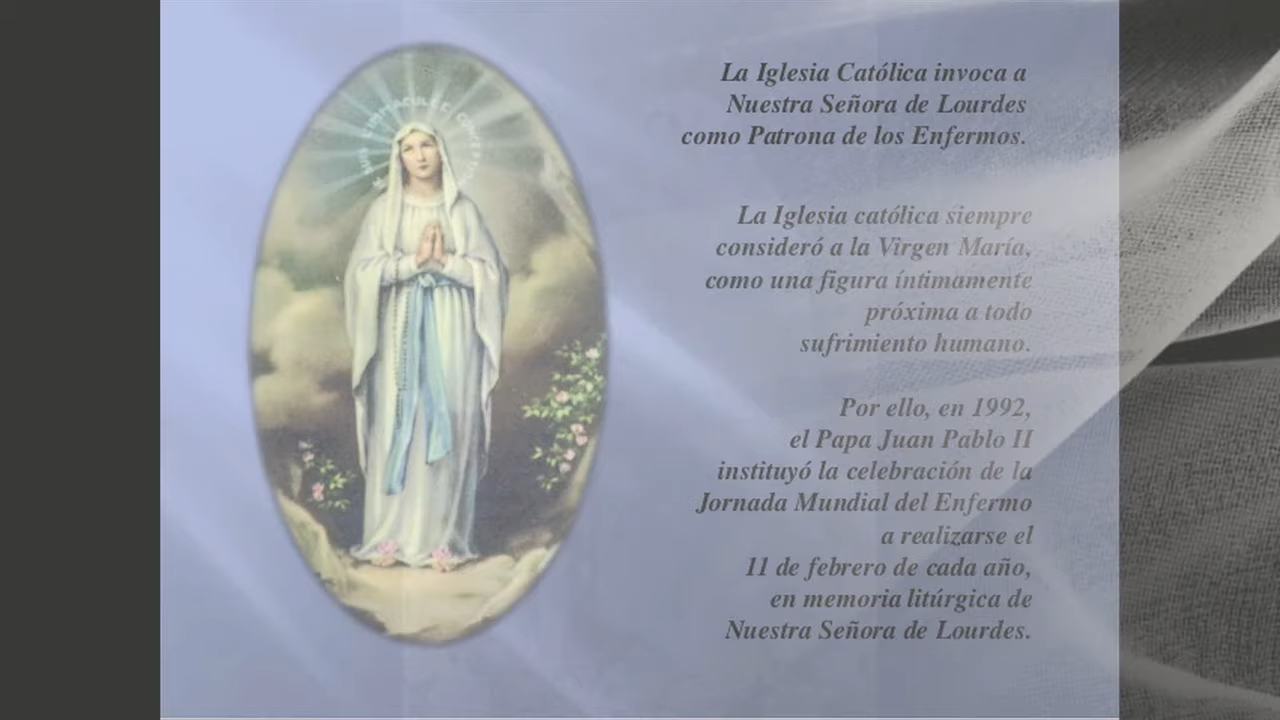 La Iglesia Católica invoca a
Nuestra Señora de Lourdes
como Patrona de los Enfermos.
La Iglesia católica siempre
consideró a la Virgen María,
como una figura íntimamente
próxima a todo
sufrimiento humano.
Por ello, en 1992,
el Papa Juan Pablo II
instituyó la celebración de la
Jornada Mundial del Enfermo
a realizarse el
11 de febrero de cada año,
en memoria litúrgica de
Nuestra Señora de Lourdes.